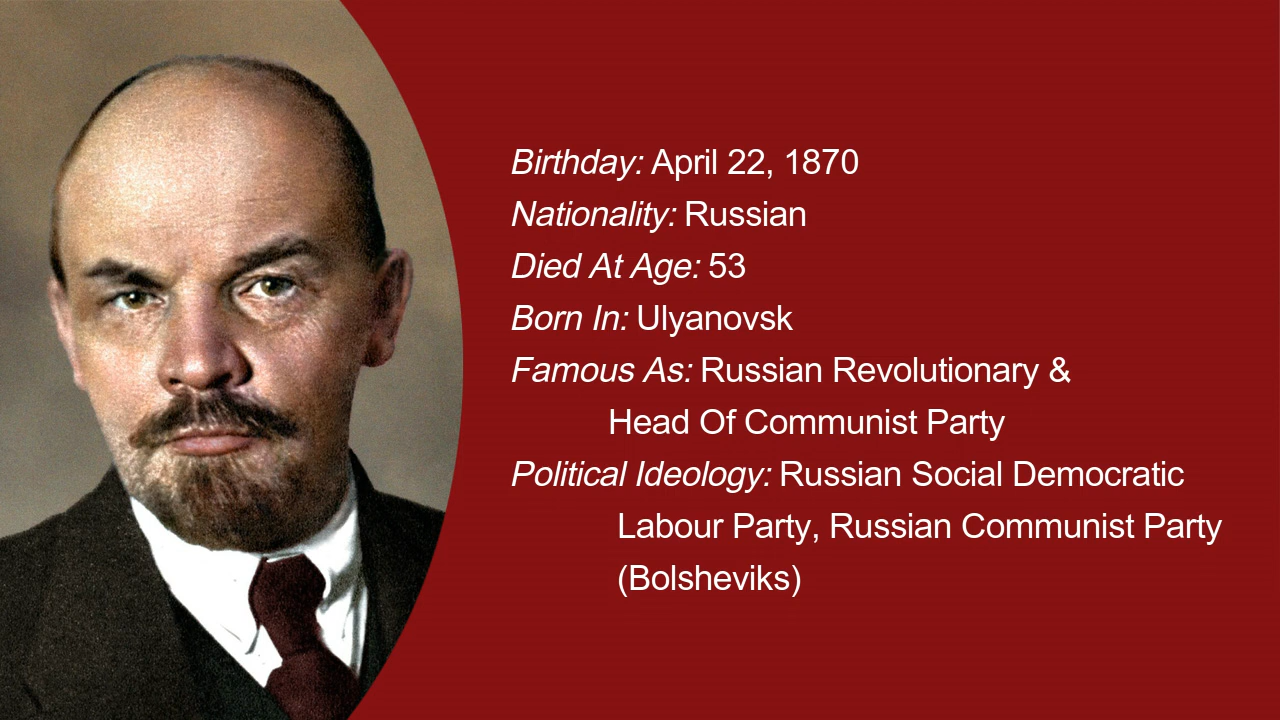 Birthday: April 22, 1870
Nationality: Russian
Died At Age: 53
Born In: Ulyanovsk
Famous As: Russian Revolutionary &
Head Of Communist Party
Political Ideology: Russian Social Democratic
Labour Party, Russian Communist Party
(Bolsheviks)